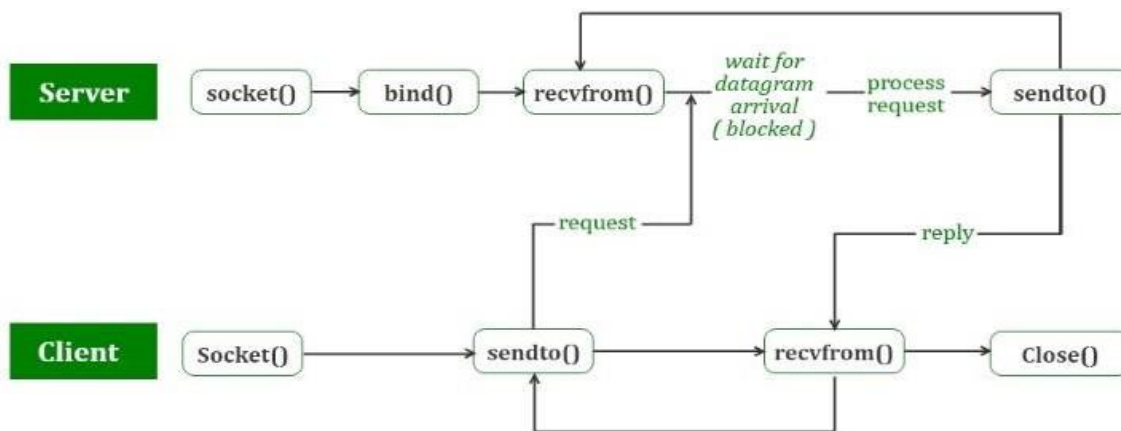 Server
socket()
bind()
recvfrom()
wait for
datagram
arrival
( blocked )
process
request
sendto()
request
reply
Client
Socket()
sendto()
recvfrom()
Close()